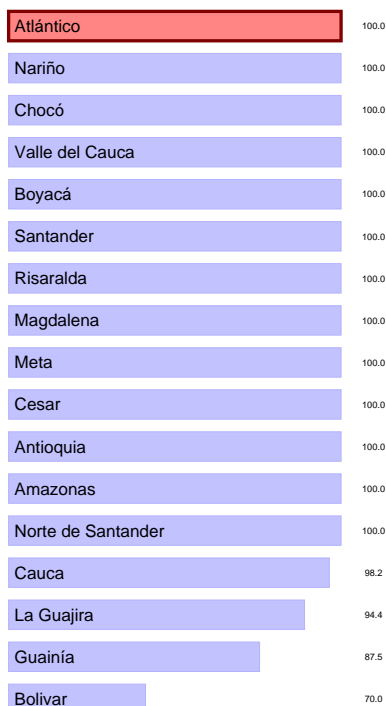 Atlántico 100.0
Nariño 100.0
Chocó 100.0
Valle del Cauca 100.0
Boyacá 100.0
Santander 100.0
Risaralda 100.0
Magdalena 100.0
Meta 100.0
Cesar 100.0
Antioquia 100.0
Amazonas 100.0
Norte de Santander 100.0
Cauca 98.2
La Guajira 94.4
Guainía 87.5
Bolivar 70.0